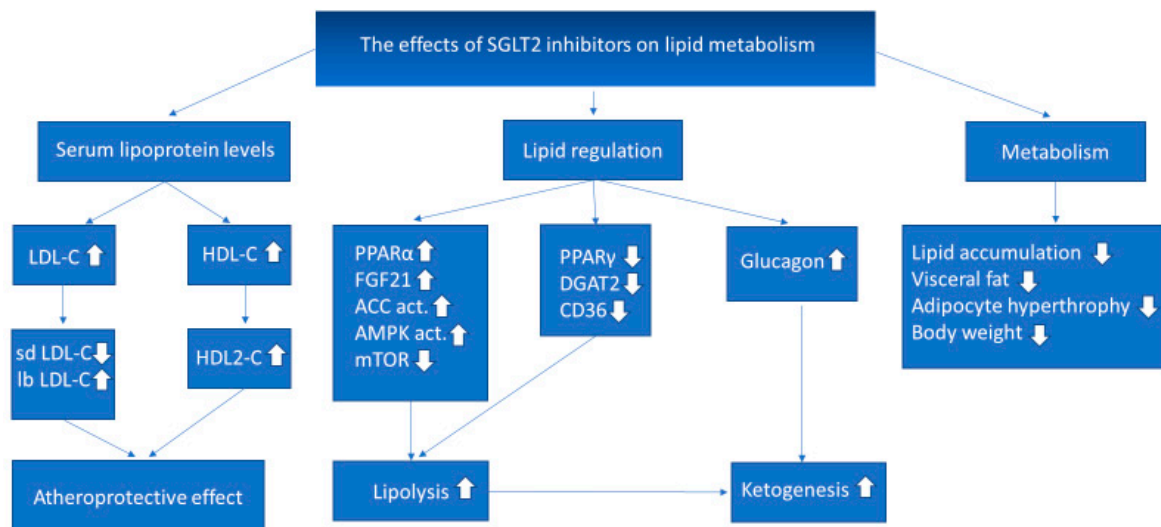 The effects of SGLT2 inhibitors on lipid metabolism
Serum lipoprotein levels
Lipid regulation
Metabolism
LDL-C
HDL-C
PPARα
FGF21
ACC act.
AMPK act.
mTOR
PPARγ
DGAT2
CD36
Glucagon
Lipid accumulation
Visceral fat
Adipocyte hyperthrophy
Body weight
sd LDL-C
lb LDL-C
HDL2-C
Atheroprotective effect
Lipolysis
Ketogenesis